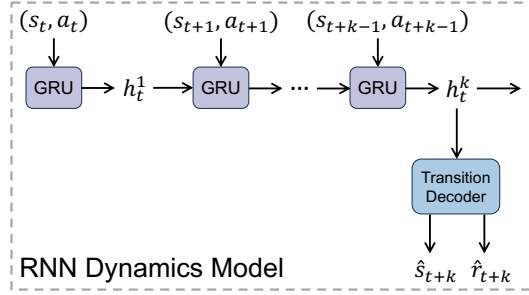 (s_t, a_t) (s_{t+1}, a_{t+1}) (s_{t+k-1}, a_{t+k-1})
GRU h_t^1 GRU ... GRU h_t^k
Transition
Decoder
RNN Dynamics Model ŝ_{t+k} r̂_{t+k}